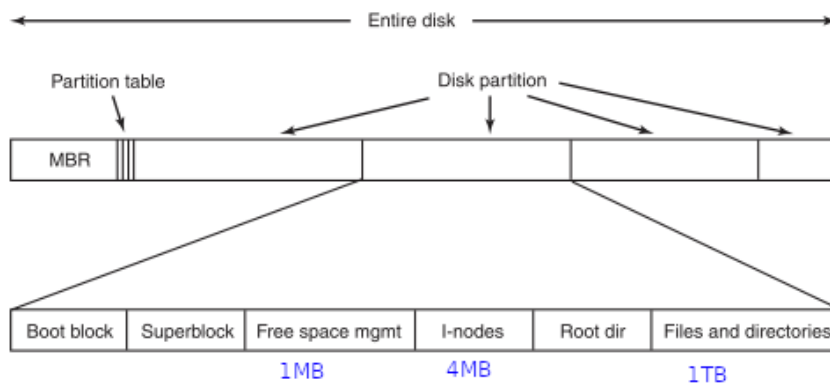 Entire disk
Partition table
Disk partition
MBR
Boot block
Superblock
Free space mgmt
I-nodes
Root dir
Files and directories
1MB
4MB
1TB